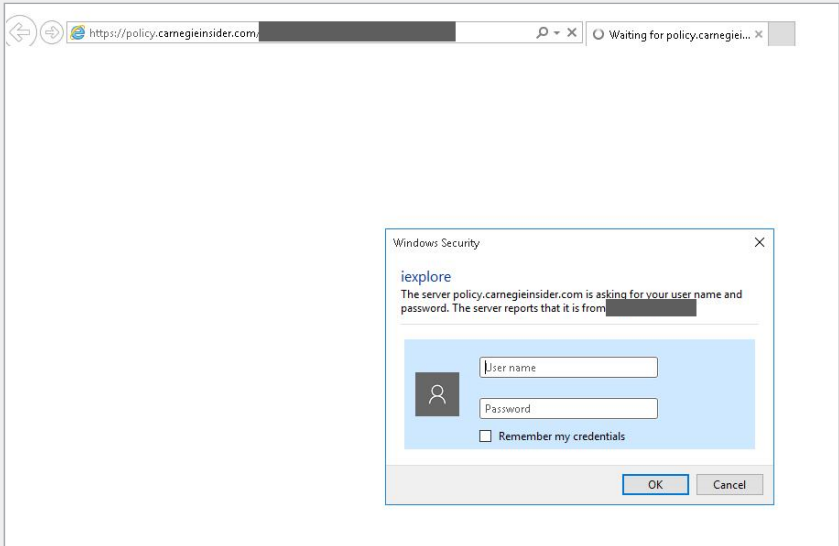 https://policy.carnegieinsider.com/
Waiting for policy.carnegiei...
Windows Security
iexplore
The server policy.carnegieinsider.com is asking for your user name and
password. The server reports that it is from
User name
Password
Remember my credentials
OK Cancel